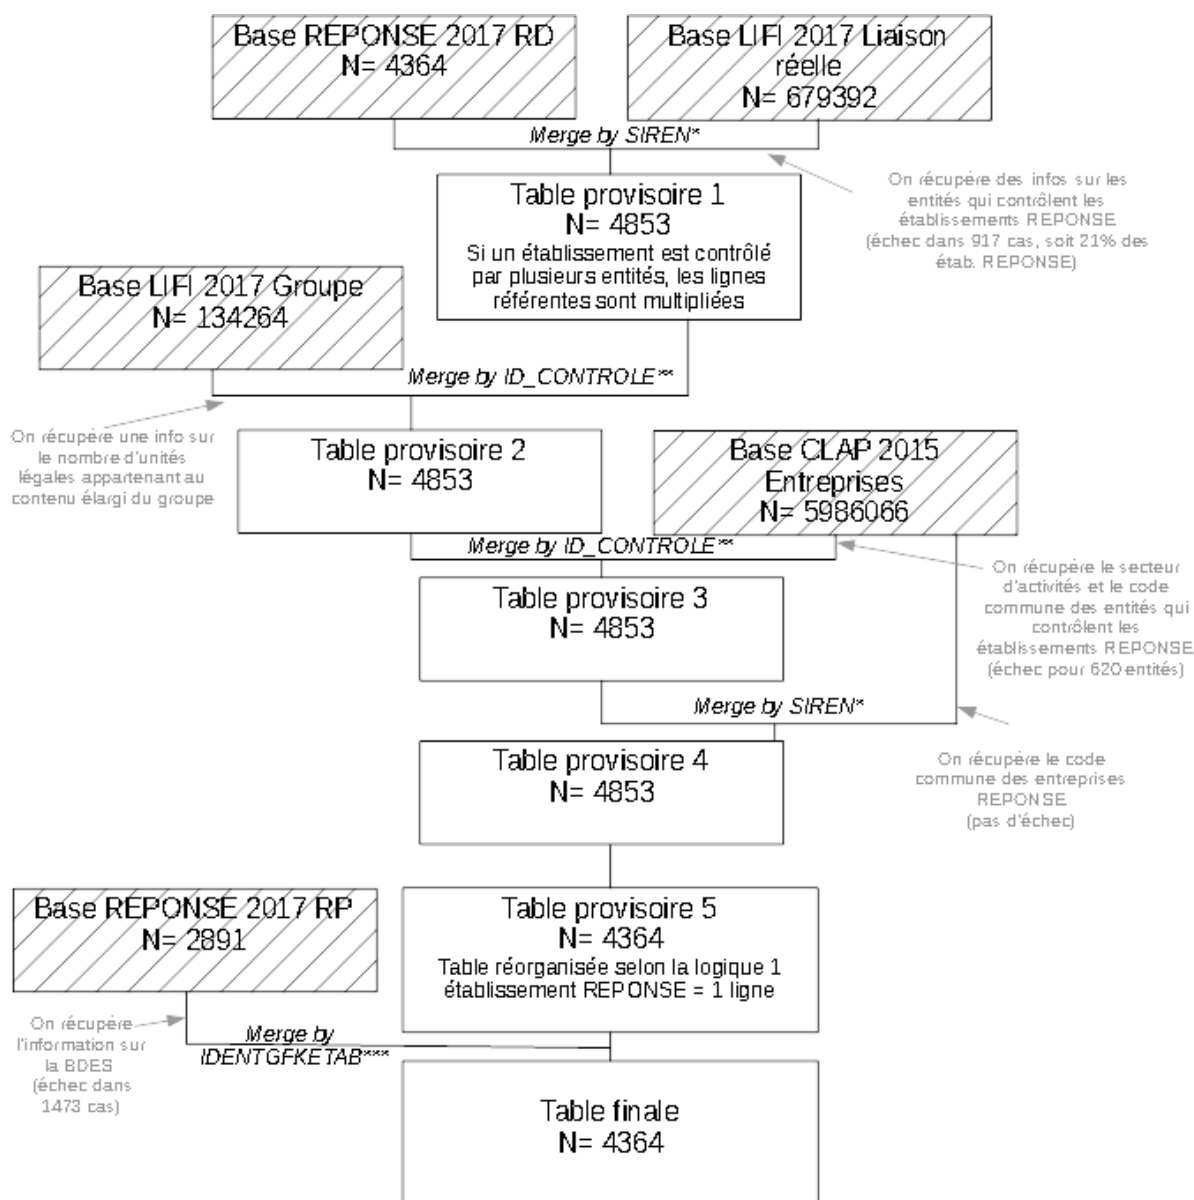 Base REPONSE 2017 RD
N= 4364
Base LIFI 2017 Liaison
réelle
N= 679392
Merge by SIREN*
On récupère des infos sur les
entités qui contrôlent les
établissements REPONSE
(échec dans 917 cas, soit 21% des
étab. REPONSE)
Table provisoire 1
N= 4853
Si un établissement est contrôlé
par plusieurs entités, les lignes
référentes sont multipliées
Base LIFI 2017 Groupe
N= 134264
Merge by ID_CONTROLE**
On récupère une info sur
le nombre d'unités
légales appartenant au
contenu élargi du groupe
Table provisoire 2
N= 4853
Base CLAP 2015
Entreprises
N= 5986066
Merge by ID_CONTROLE**
On récupère le secteur
d'activités et le code
commune des entités qui
contrôlent les
établissements REPONSE
(échec pour 620 entités)
Table provisoire 3
N= 4853
Merge by SIREN*
On récupère le code
commune des entreprises
REPONSE
(pas d'échec)
Table provisoire 4
N= 4853
Base REPONSE 2017 RP
N= 2891
Table provisoire 5
N= 4364
Table réorganisée selon la logique 1
établissement REPONSE = 1 ligne
On récupère
l'information sur
la BDES
(échec dans
1473 cas)
Merge by
IDENTGFKETAB***
Table finale
N= 4364